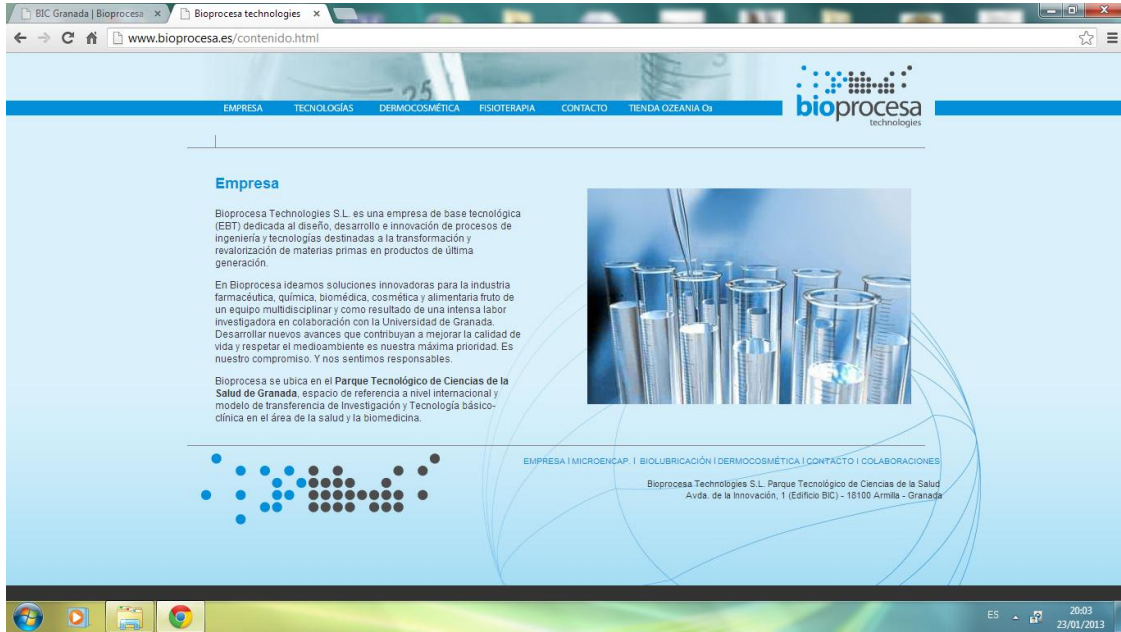 BIC Granada | Bioprocesa
Bioprocesa technologies
www.bioprocesa.es/contenido.html
25
EMPRESA TECNOLOGÍAS DERMOCOSMÉTICA FISIOTERAPIA CONTACTO TIENDA OZEANIA O3
bioprocesa
technologies
Empresa
Bioprocesa Technologies S.L. es una empresa de base tecnológica
(EBT) dedicada al diseño, desarrollo e innovación de procesos de
ingeniería y tecnologías destinadas a la transformación y
revalorización de materias primas en productos de última
generación.
En Bioprocesa ideamos soluciones innovadoras para la industria
farmacéutica, química, biomédica, cosmética y alimentaria fruto de
un equipo multidisciplinar y como resultado de una intensa labor
investigadora en colaboración con la Universidad de Granada.
Desarrollar nuevos avances que contribuyan a mejorar la calidad de
vida y respetar el medioambiente es nuestra máxima prioridad. Es
nuestro compromiso. Y nos sentimos responsables.
Bioprocesa se ubica en el Parque Tecnológico de Ciencias de la
Salud de Granada, espacio de referencia a nivel internacional y
modelo de transferencia de Investigación y Tecnología básico-
clínica en el área de la salud y la biomedicina.
EMPRESA I MICROENCAP. I BIOLUBRICACIÓN I DERMOCOSMÉTICA I CONTACTO I COLABORACIONES
Bioprocesa Technologies S.L. Parque Tecnológico de Ciencias de la Salud
Avda. de la Innovación, 1 (Edificio BIC) - 18100 Armilla - Granada
ES
20:03
23/01/2013